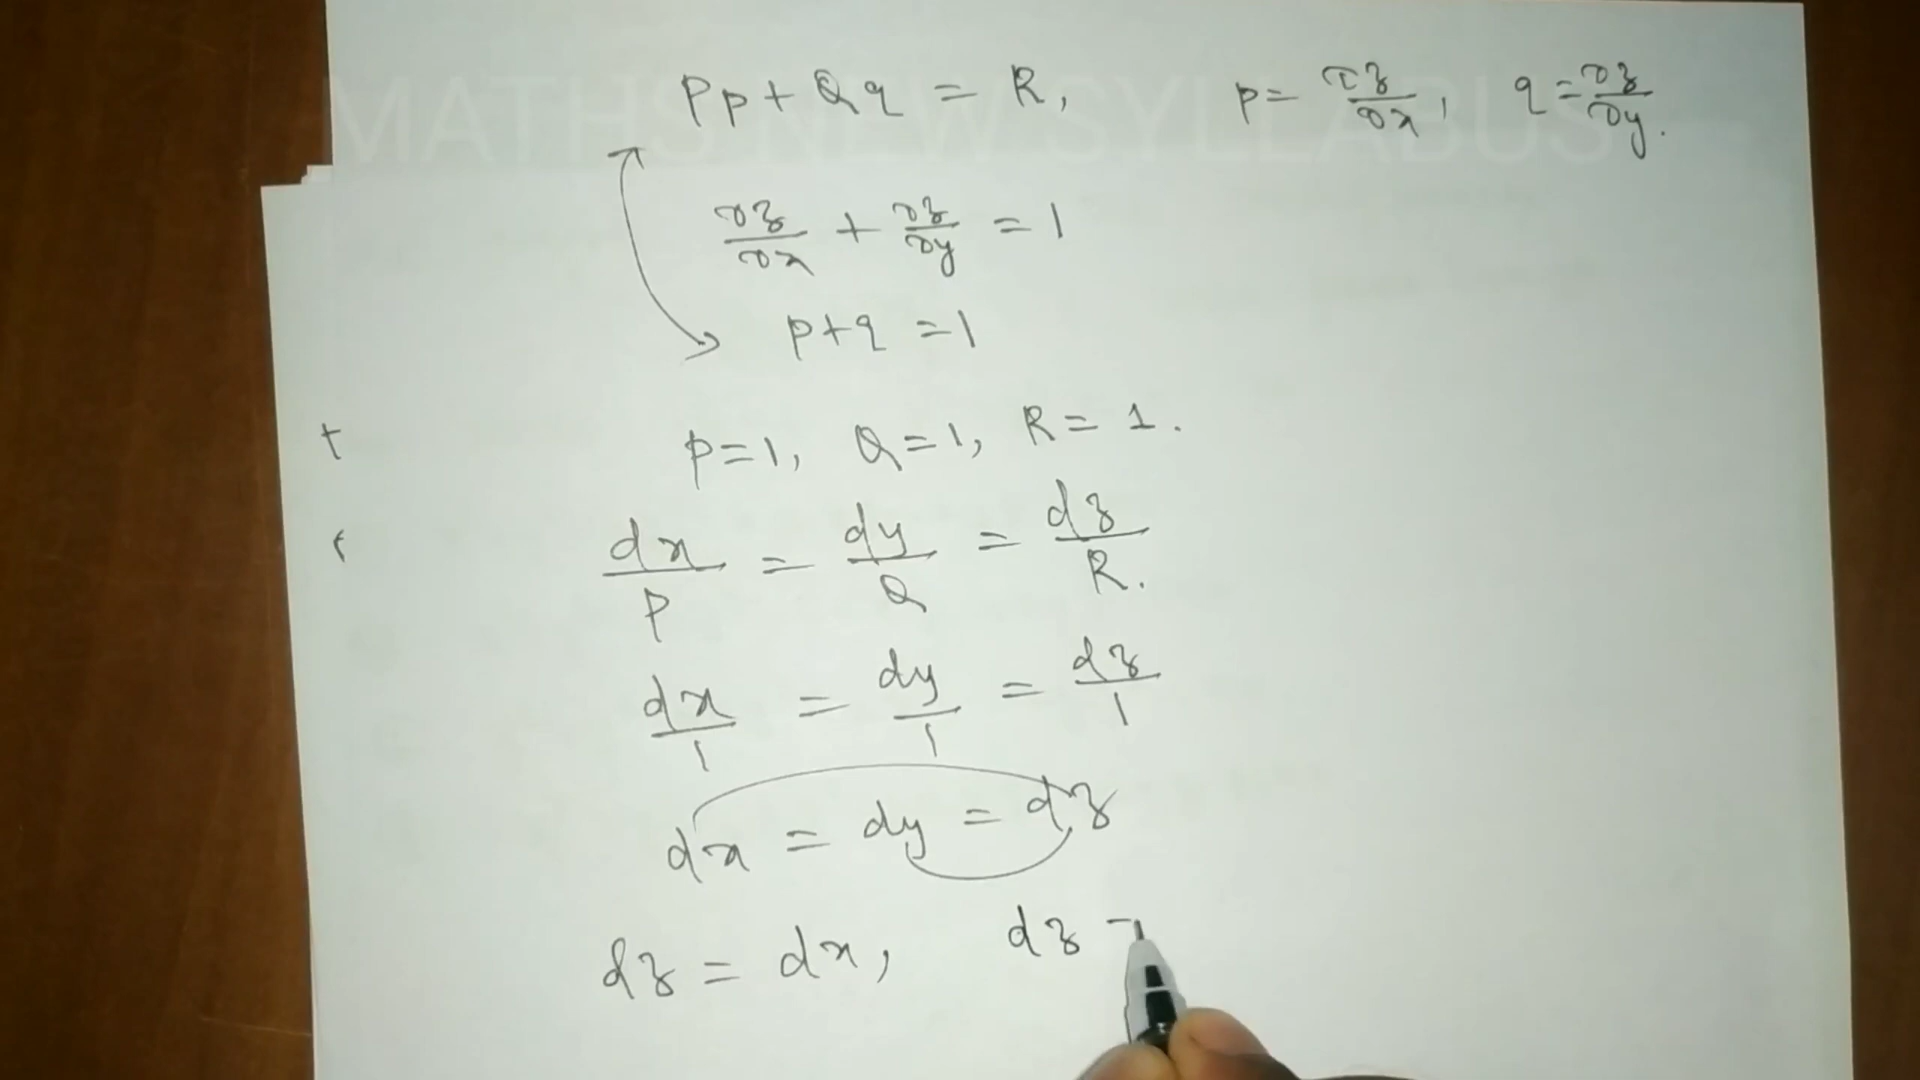 MATHS NEW SYLLABUS
Pp + Qq = R, p = ∂z/∂x, q = ∂z/∂y.
∂z/∂x + ∂z/∂y = 1
p + q = 1
P = 1, Q = 1, R = 1.
dx/P = dy/Q = dz/R.
dx/1 = dy/1 = dz/1
dx = dy = dz
dz = dx, dz